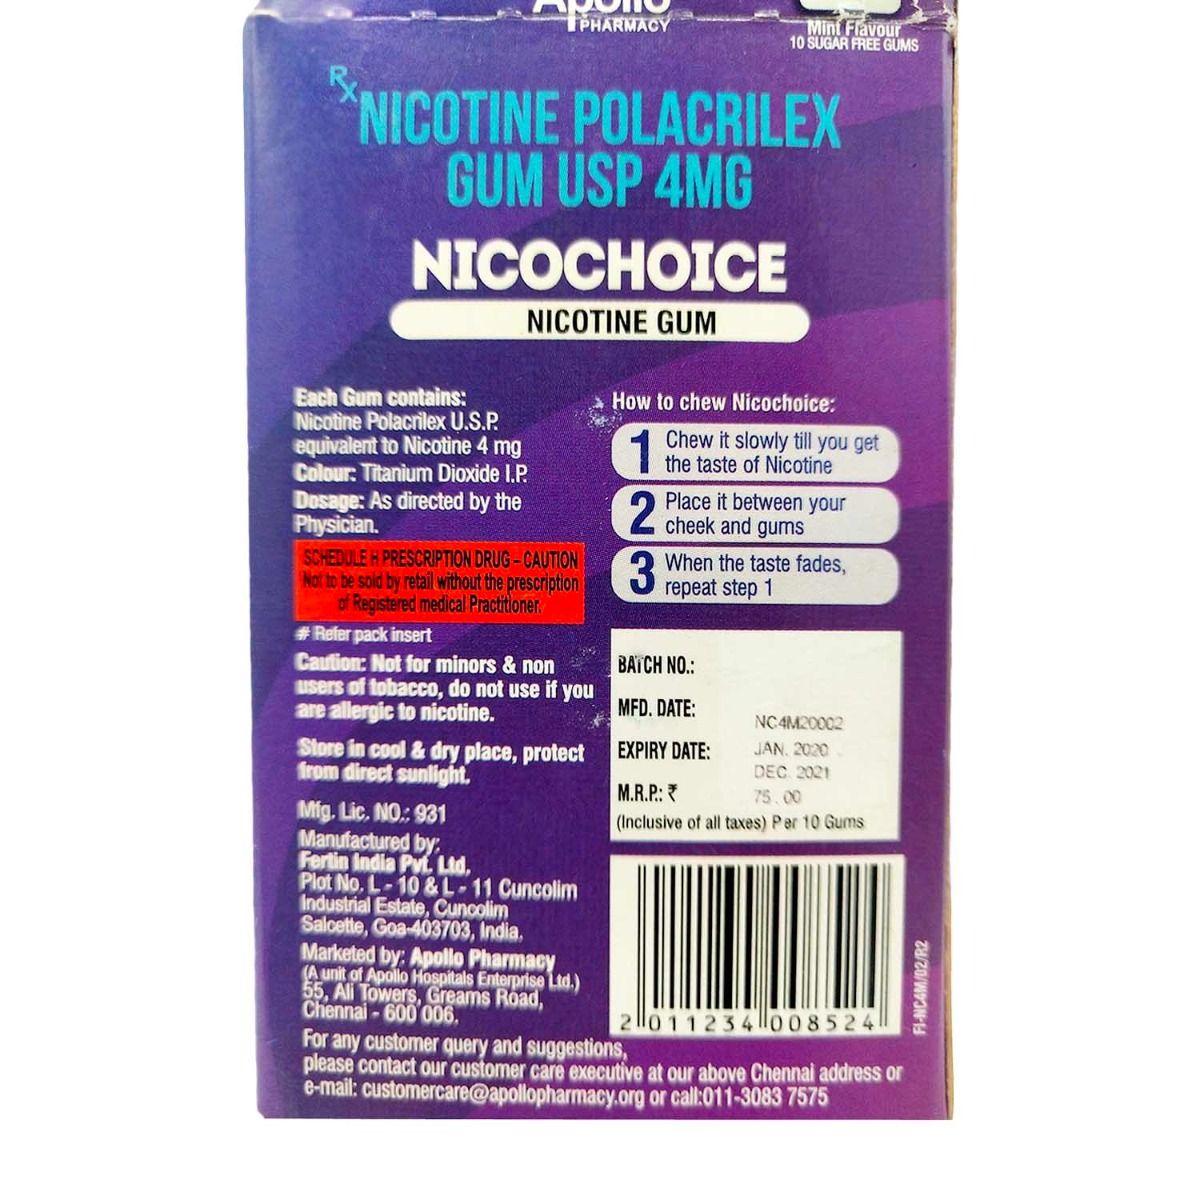 Apollo
PHARMACY
Mint Flavour
10 SUGAR FREE GUMS
Rx
NICOTINE POLACRILEX
GUM USP 4MG
NICOCHOICE
NICOTINE GUM
Each Gum contains:
Nicotine Polacrilex U.S.P.
equivalent to Nicotine 4 mg
Colour: Titanium Dioxide I.P.
Dosage: As directed by the
Physician.
SCHEDULE H PRESCRIPTION DRUG – CAUTION
Not to be sold by retail without the prescription
of Registered medical Practitioner.
# Refer pack insert
Caution: Not for minors & non
users of tobacco, do not use if you
are allergic to nicotine.
Store in cool & dry place, protect
from direct sunlight.
Mfg. Lic. NO.: 931
Manufactured by:
Fertin India Pvt. Ltd.
Plot No. L - 10 & L - 11 Cuncolim
Industrial Estate, Cuncolim
Salcette, Goa-403703, India.
Marketed by: Apollo Pharmacy
(A unit of Apollo Hospitals Enterprise Ltd.)
55, Ali Towers, Greams Road,
Chennai - 600 006.
How to chew Nicochoice:
1 Chew it slowly till you get
the taste of Nicotine
2 Place it between your
cheek and gums
3 When the taste fades,
repeat step 1
BATCH NO.:
MFD. DATE:
EXPIRY DATE:
M.R.P.: ₹
NC4M20002
JAN. 2020
DEC. 2021
75.00
(Inclusive of all taxes) Per 10 Gums
2 011234 008524
FI-NC4M/02/R2
For any customer query and suggestions,
please contact our customer care executive at our above Chennai address or
e-mail: customercare@apollopharmacy.org or call:011-3083 7575